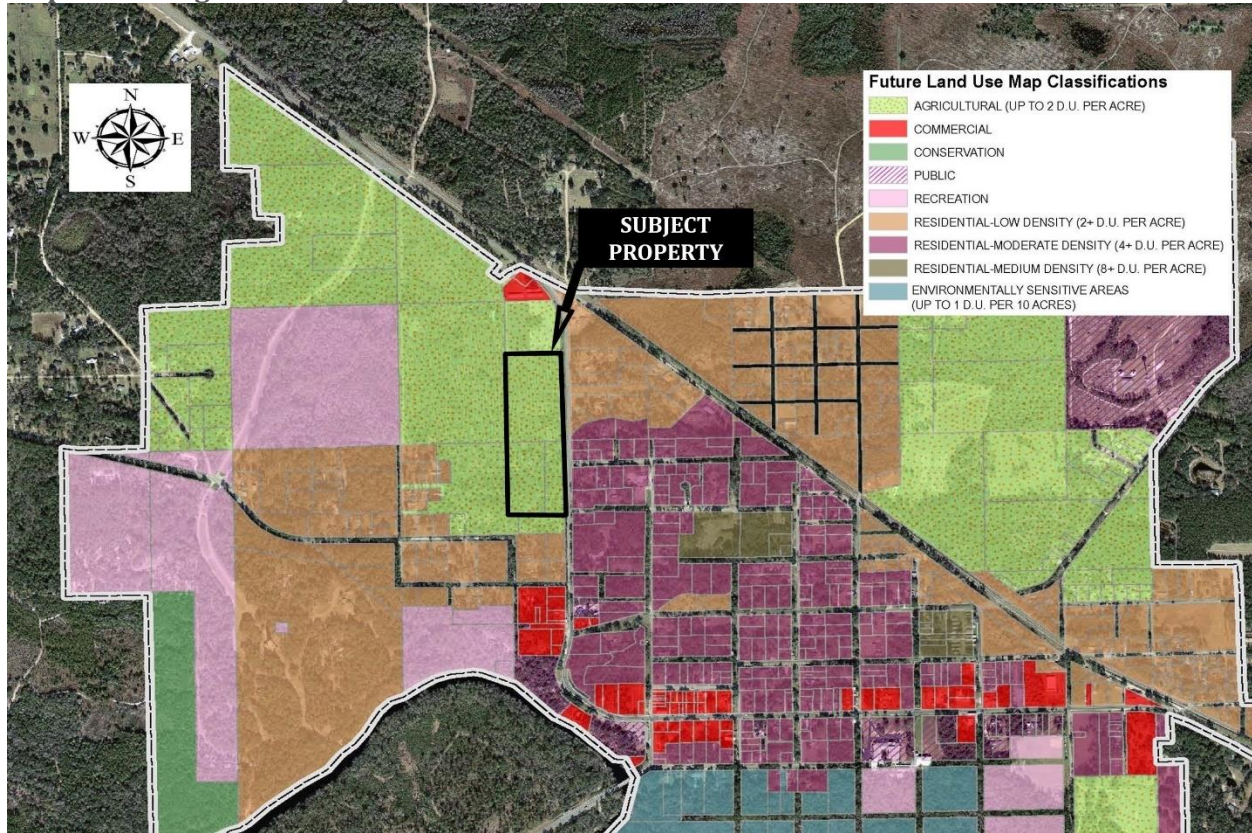 N
W E
S
SUBJECT
PROPERTY
Future Land Use Map Classifications
AGRICULTURAL (UP TO 2 D.U. PER ACRE)
COMMERCIAL
CONSERVATION
PUBLIC
RECREATION
RESIDENTIAL-LOW DENSITY (2+ D.U. PER ACRE)
RESIDENTIAL-MODERATE DENSITY (4+ D.U. PER ACRE)
RESIDENTIAL-MEDIUM DENSITY (8+ D.U. PER ACRE)
ENVIRONMENTALLY SENSITIVE AREAS
(UP TO 1 D.U. PER 10 ACRES)